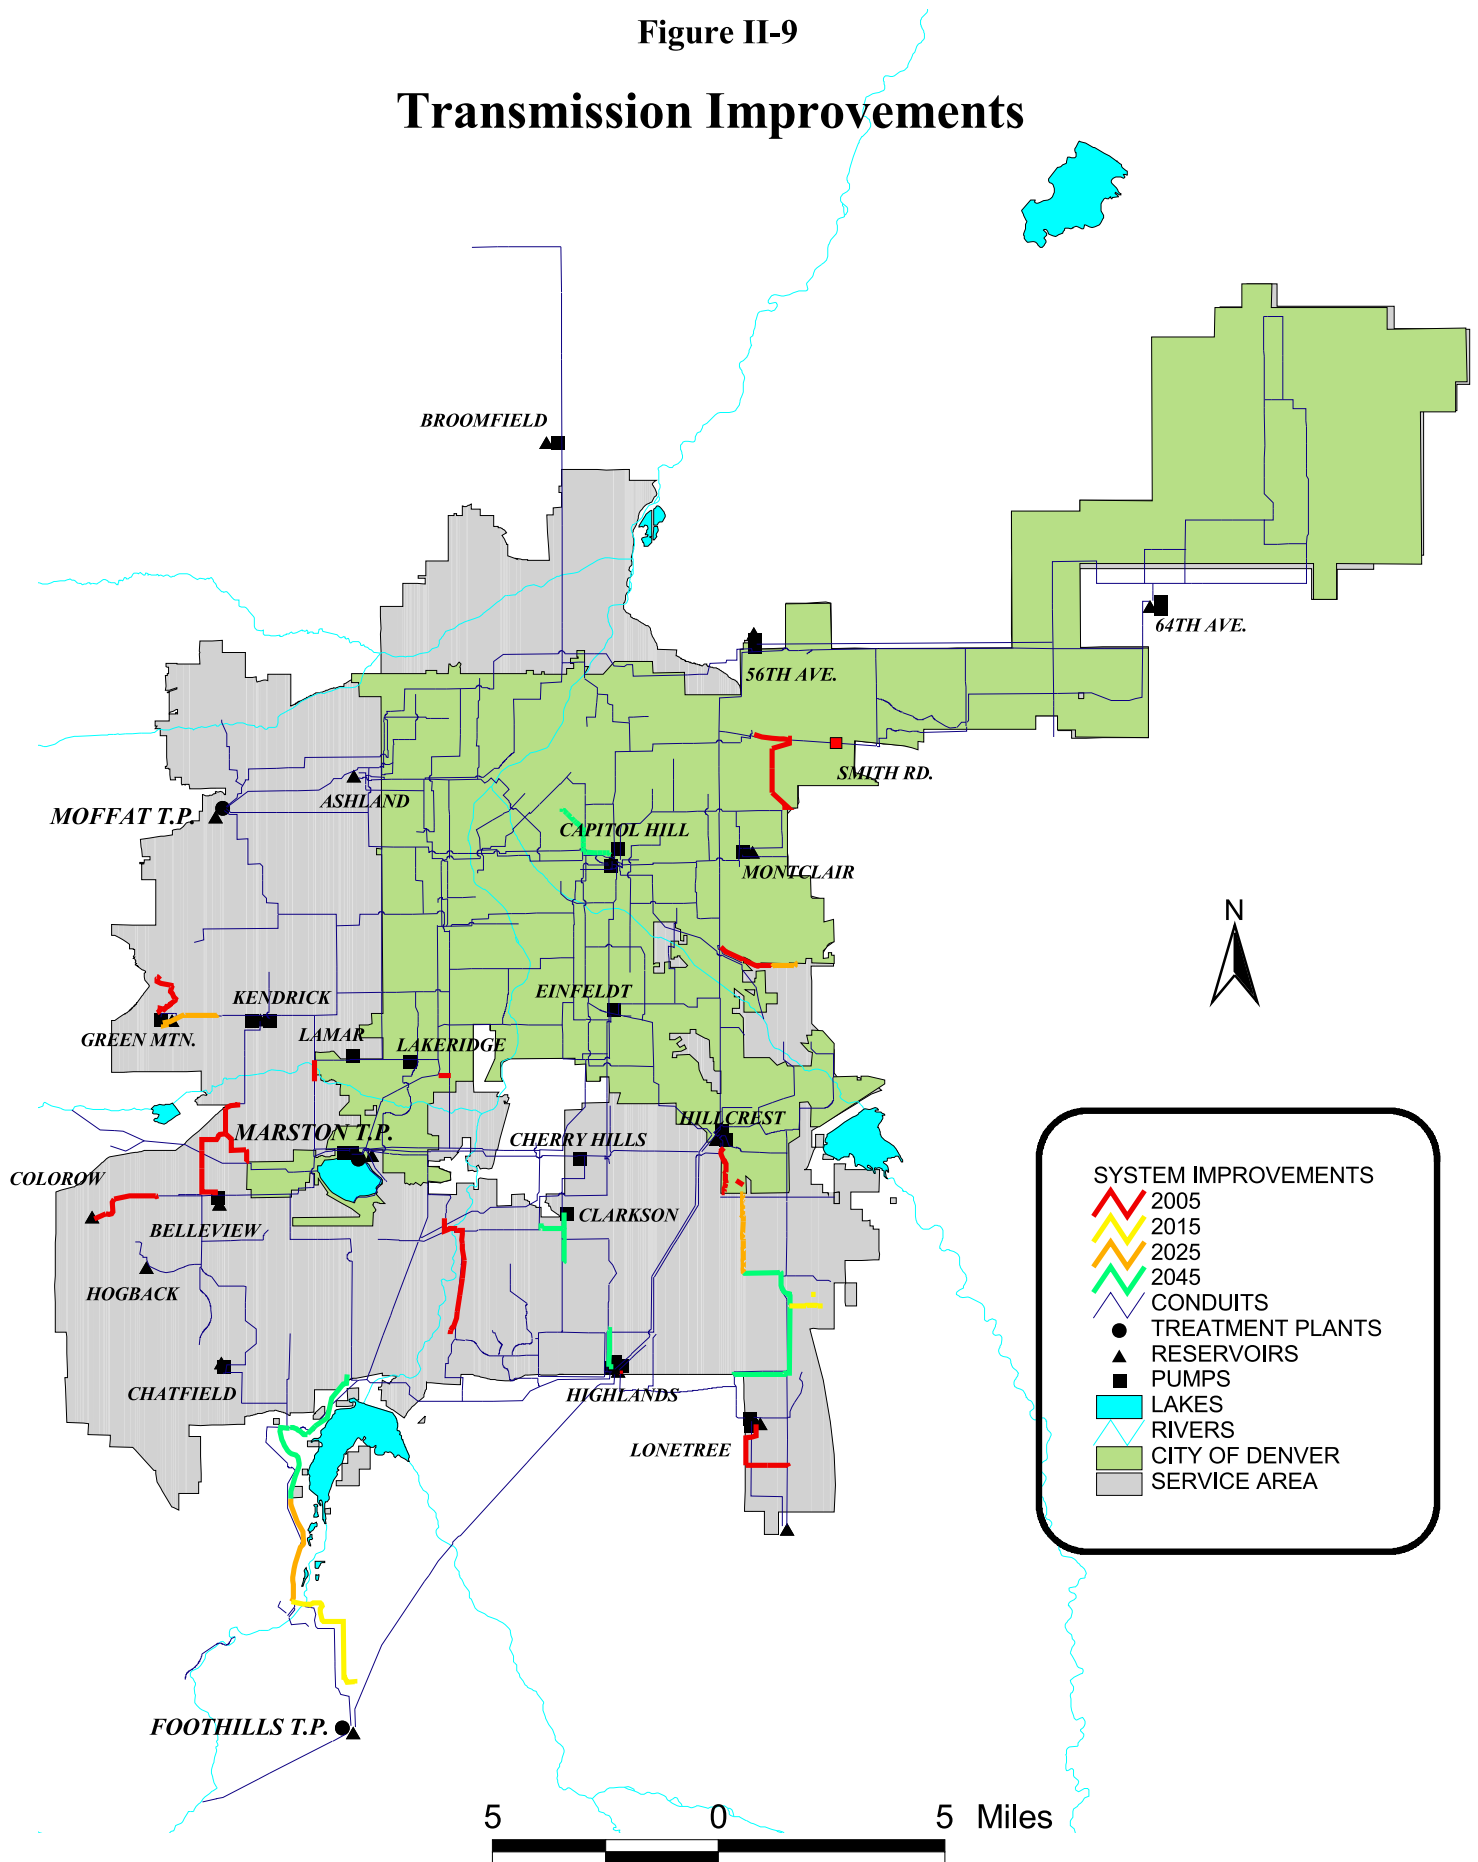 Figure II-9
Transmission Improvements
BROOMFIELD
64TH AVE.
56TH AVE.
SMITH RD.
ASHLAND
MOFFAT T.P.
CAPITOL HILL
MONTCLAIR
N
KENDRICK
EINFELDT
GREEN MTN.
LAMAR
LAKERIDGE
HILLCREST
MARSTON T.P.
CHERRY HILLS
COLOROW
BELLEVIEW
CLARKSON
HOGBACK
CHATFIELD
HIGHLANDS
LONETREE
SYSTEM IMPROVEMENTS
2005
2015
2025
2045
CONDUITS
TREATMENT PLANTS
RESERVOIRS
PUMPS
LAKES
RIVERS
CITY OF DENVER
SERVICE AREA
FOOTHILLS T.P.
5 0 5 Miles